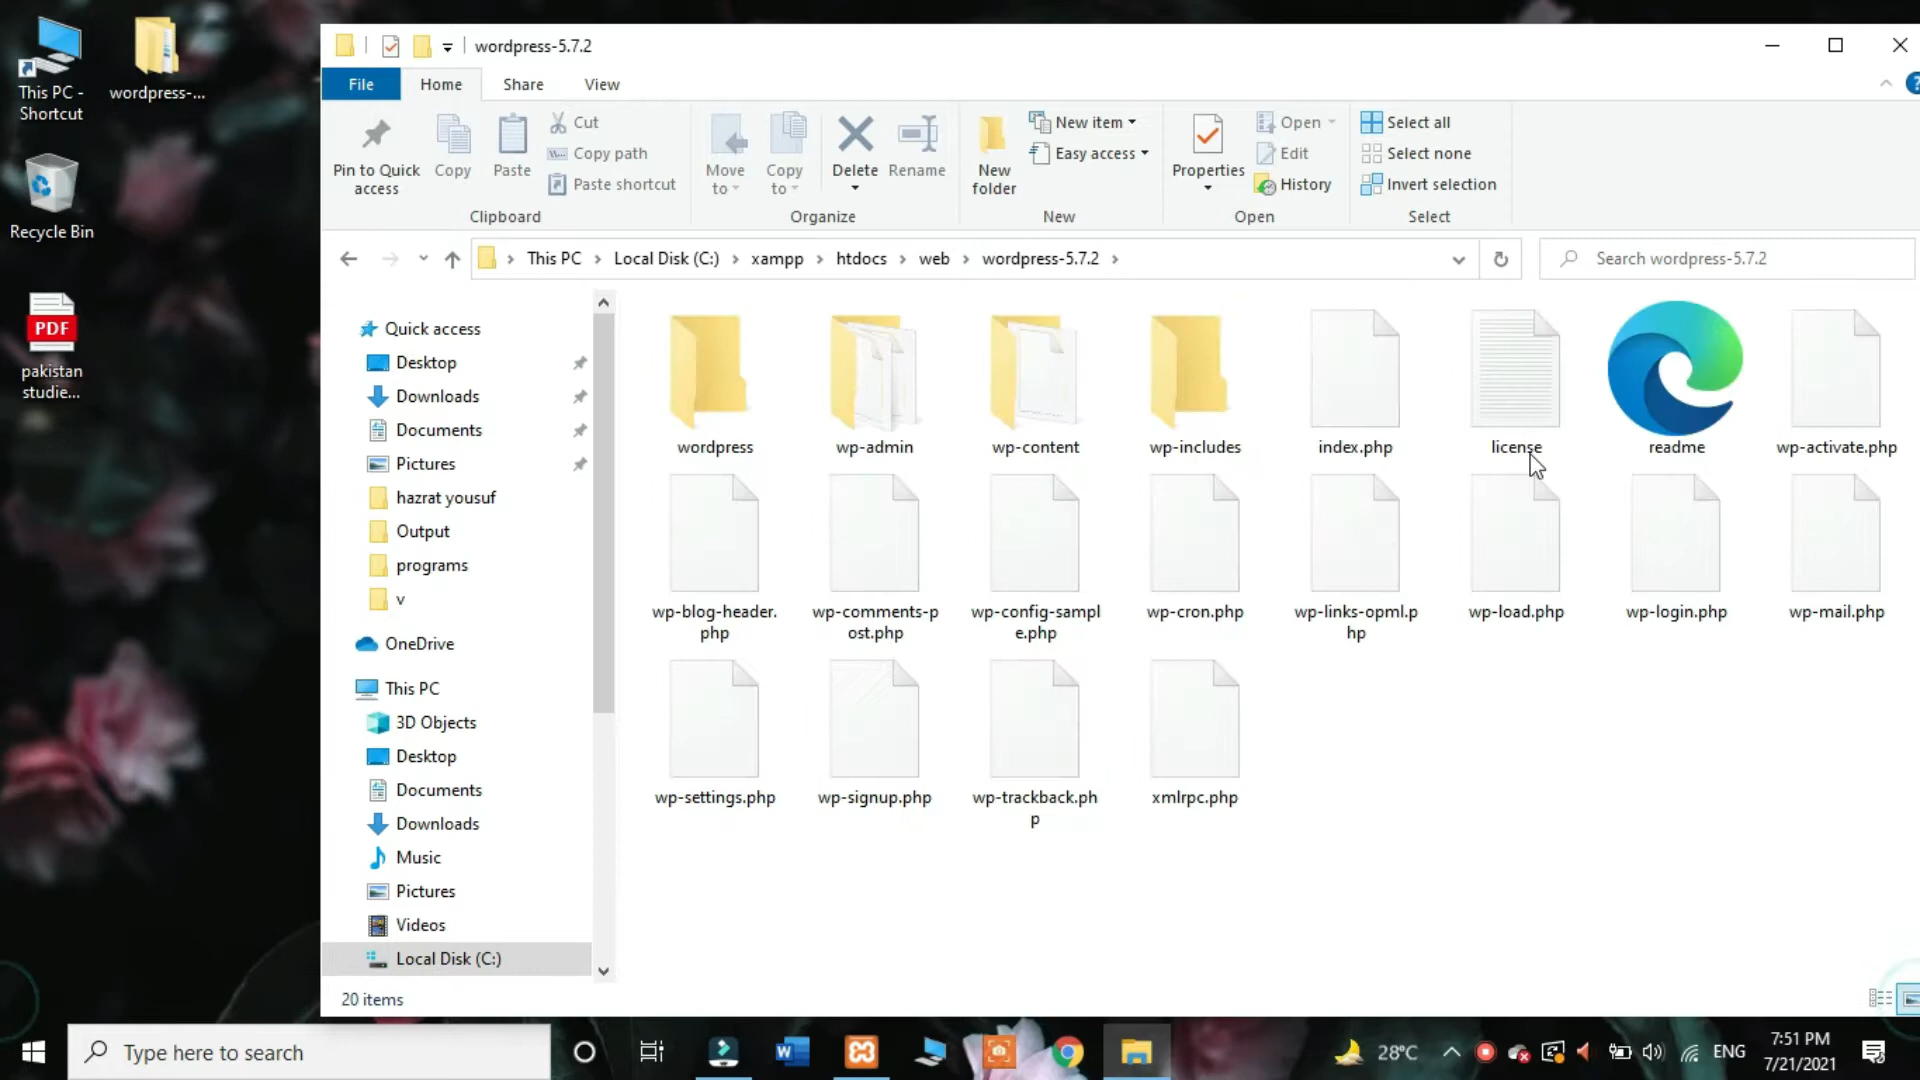 This PC -
Shortcut
wordpress-...
Recycle Bin
PDF
pakistan
studie...
wordpress-5.7.2
File
Home
Share
View
Pin to Quick
access
Copy
Paste
Cut
Copy path
Paste shortcut
Clipboard
Move
to
Copy
to
Delete
Rename
Organize
New
folder
New item
Easy access
New
Properties
Open
Edit
History
Open
Select all
Select none
Invert selection
Select
This PC
Local Disk (C:)
xampp
htdocs
web
wordpress-5.7.2
Search wordpress-5.7.2
Quick access
Desktop
Downloads
Documents
Pictures
hazrat yousuf
Output
programs
v
OneDrive
This PC
3D Objects
Desktop
Documents
Downloads
Music
Pictures
Videos
Local Disk (C:)
wordpress
wp-admin
wp-content
wp-includes
index.php
license
readme
wp-activate.php
wp-blog-header.
php
wp-comments-p
ost.php
wp-config-sampl
e.php
wp-cron.php
wp-links-opml.p
hp
wp-load.php
wp-login.php
wp-mail.php
wp-settings.php
wp-signup.php
wp-trackback.ph
p
xmlrpc.php
20 items
Type here to search
28°C
ENG
7:51 PM
7/21/2021